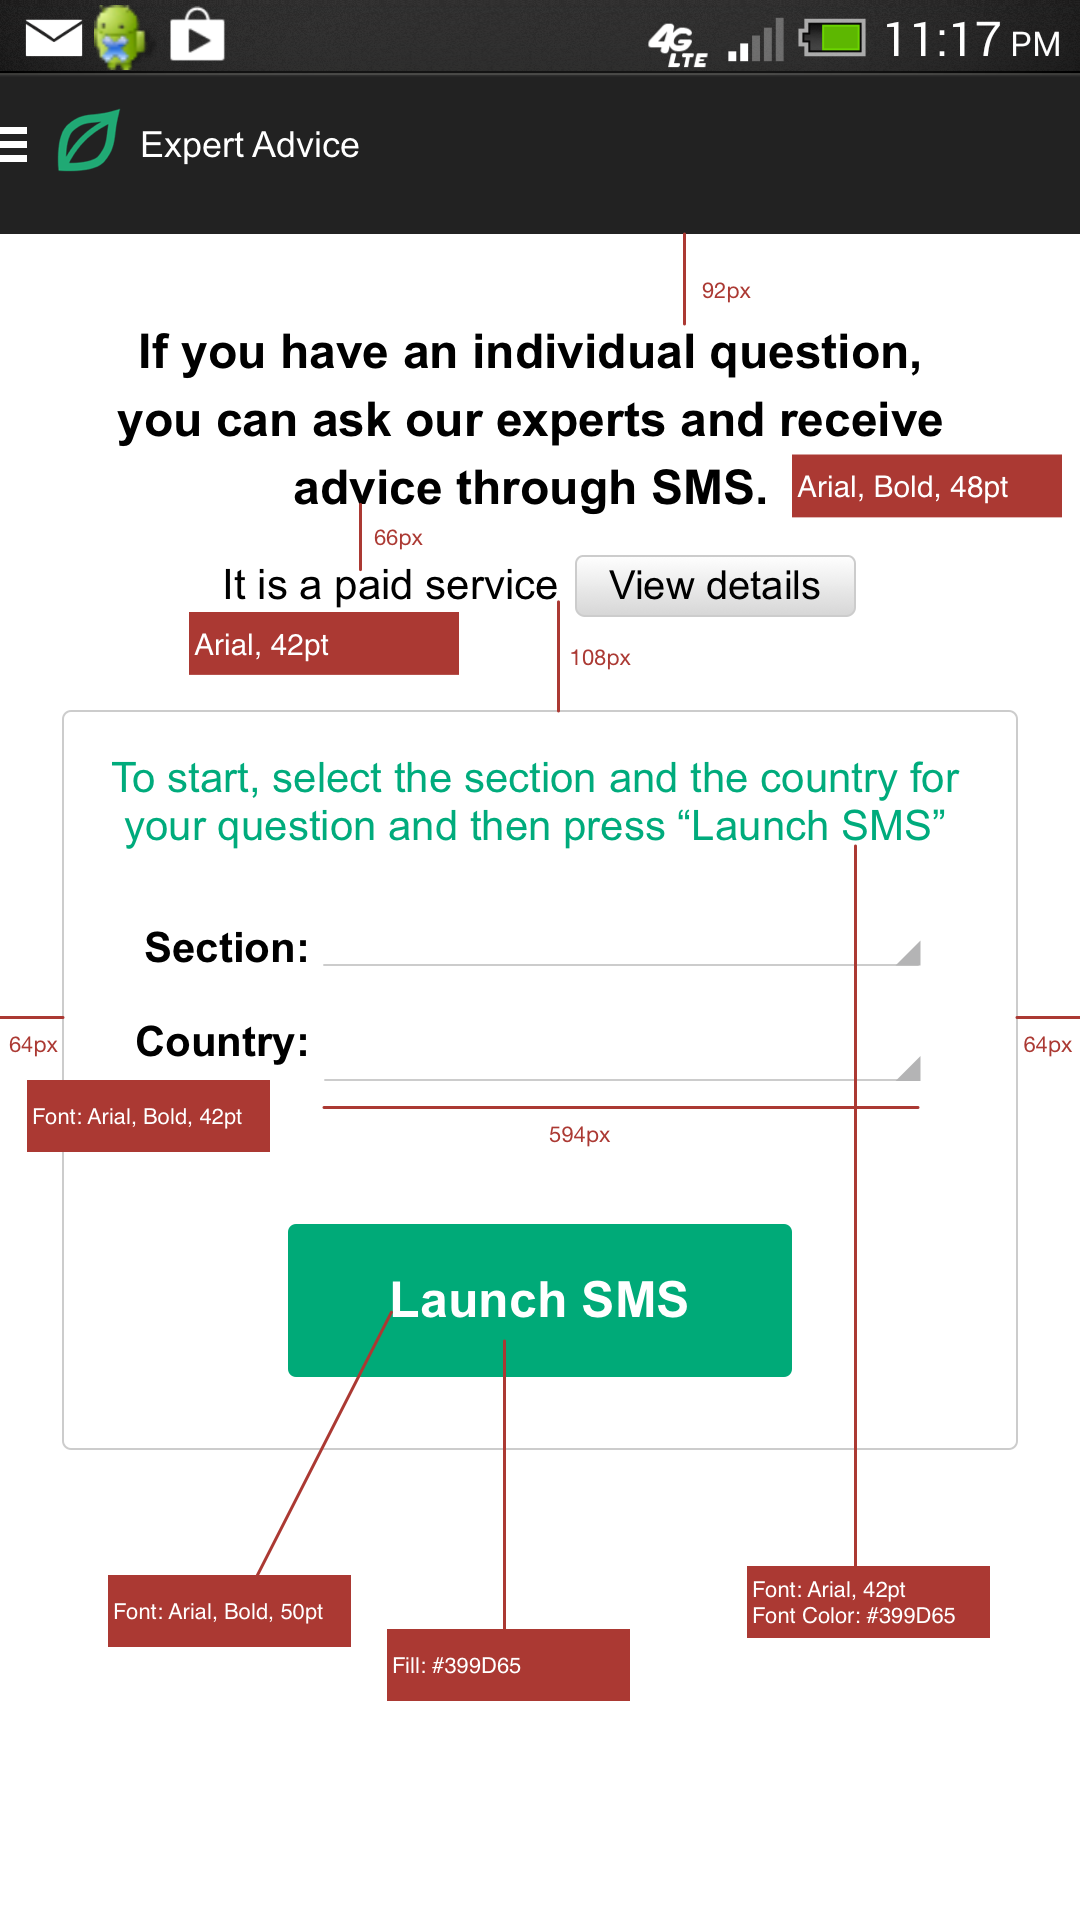 4G LTE 11:17 PM
Expert Advice
92px
If you have an individual question,
you can ask our experts and receive
advice through SMS.
Arial, Bold, 48pt
66px
It is a paid service
View details
Arial, 42pt
108px
To start, select the section and the country for
your question and then press “Launch SMS”
Section:
Country:
64px
64px
Font: Arial, Bold, 42pt
594px
Launch SMS
Font: Arial, 42pt
Font Color: #399D65
Font: Arial, Bold, 50pt
Fill: #399D65